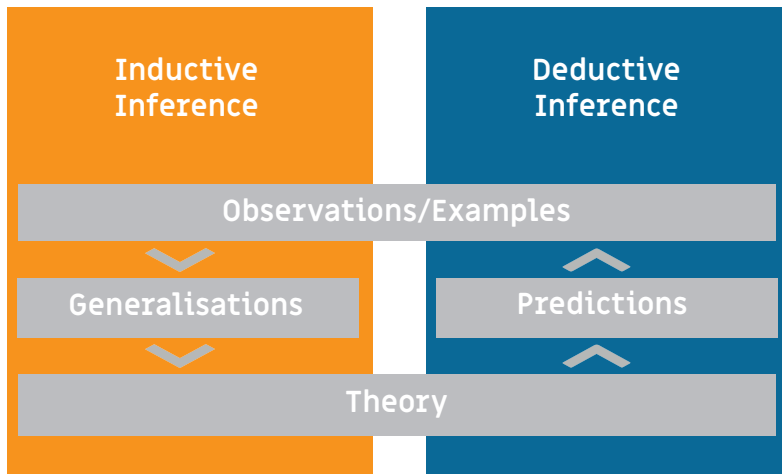 Inductive
Inference
Deductive
Inference
Observations/Examples
Generalisations
Predictions
Theory